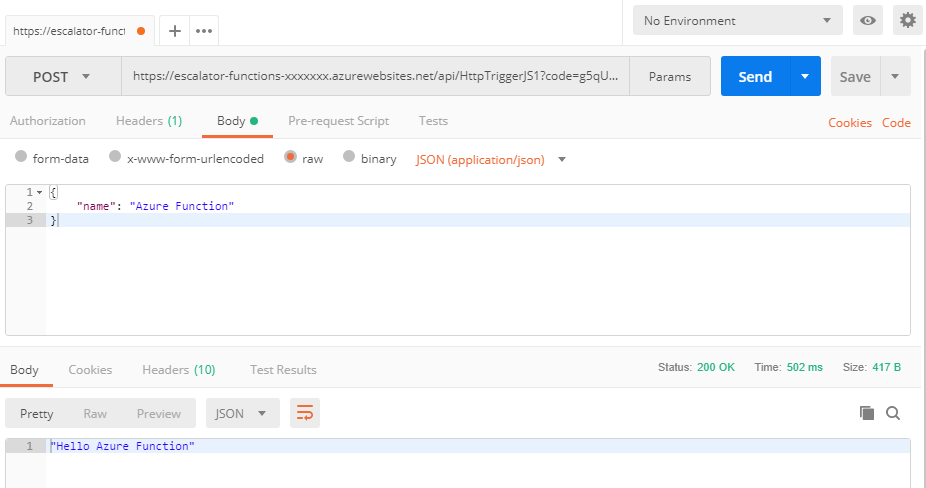 https://escalator-funct
+
No Environment
POST
https://escalator-functions-xxxxxxx.azurewebsites.net/api/HttpTriggerJS1?code=g5qU...
Params
Send
Save
Authorization Headers (1) Body Pre-request Script Tests
Cookies Code
form-data x-www-form-urlencoded raw binary JSON (application/json)
1 {
2 "name": "Azure Function"
3 }
Body Cookies Headers (10) Test Results
Status: 200 OK Time: 502 ms Size: 417 B
Pretty Raw Preview JSON
1 "Hello Azure Function"